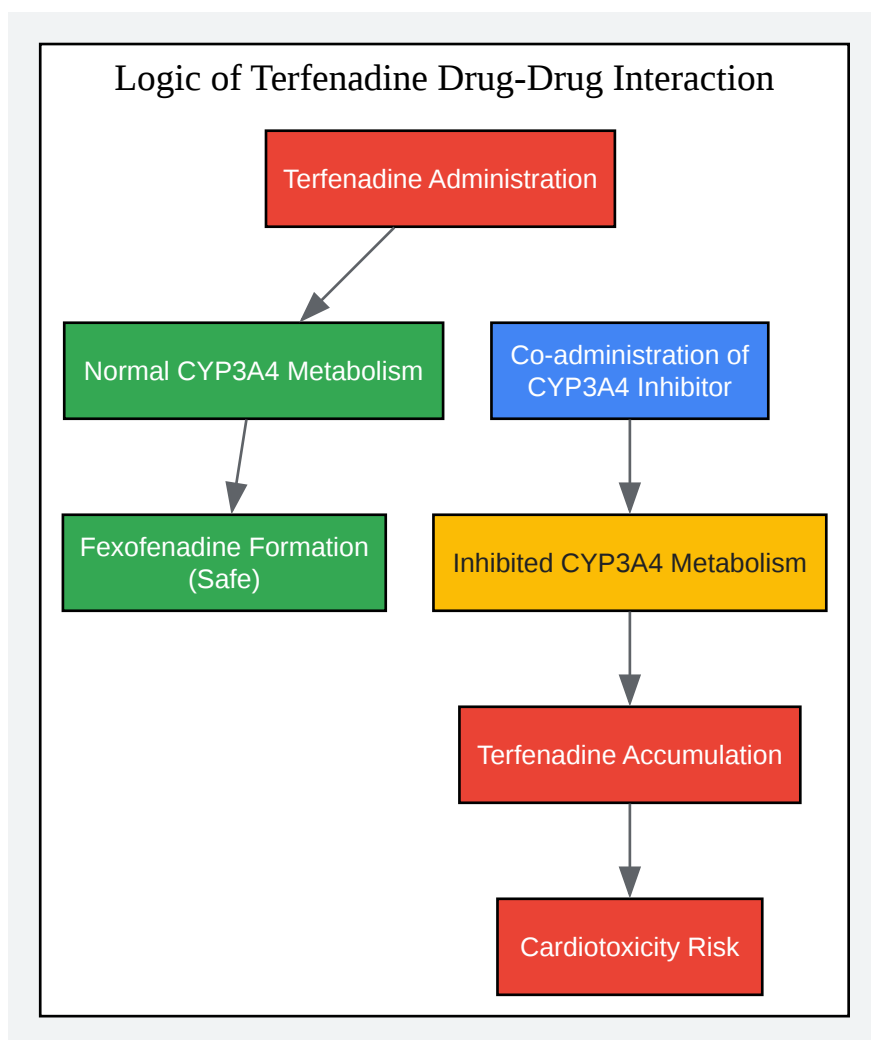 Logic of Terfenadine Drug-Drug Interaction
Terfenadine Administration
Normal CYP3A4 Metabolism
Co-administration of
CYP3A4 Inhibitor
Fexofenadine Formation
(Safe)
Inhibited CYP3A4 Metabolism
Terfenadine Accumulation
Cardiotoxicity Risk